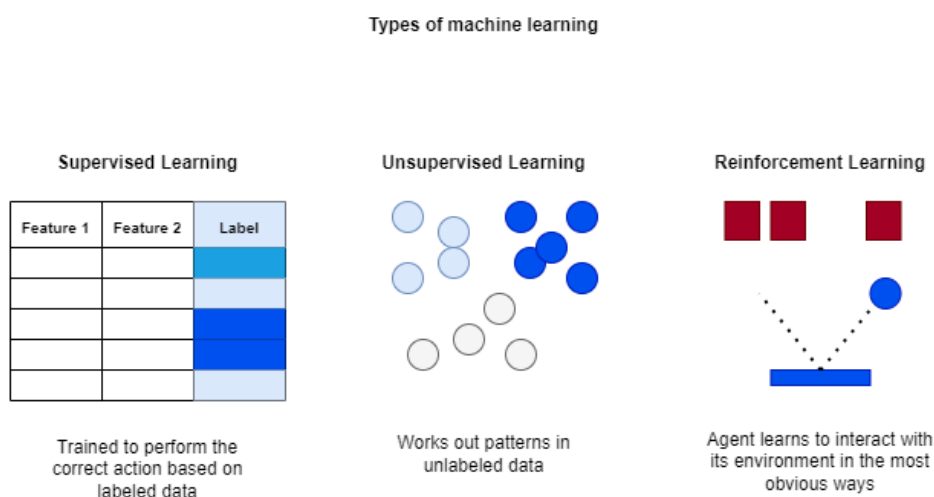 Types of machine learning
Supervised Learning
Unsupervised Learning
Reinforcement Learning
Feature 1
Feature 2
Label
Trained to perform the
correct action based on
labeled data
Works out patterns in
unlabeled data
Agent learns to interact with
its environment in the most
obvious ways